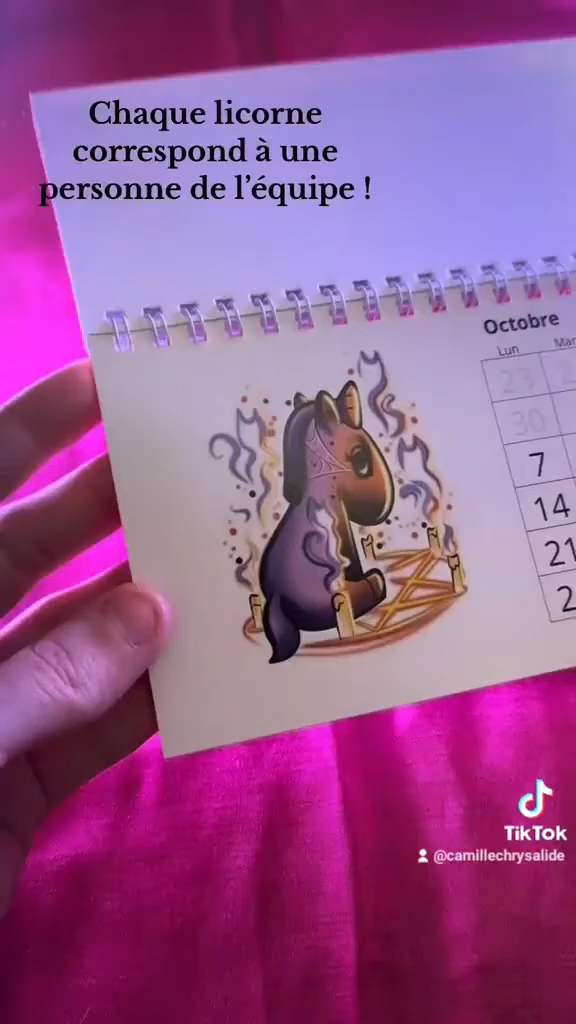 Chaque licorne
correspond à une
personne de l'équipe !
Octobre
Lun
23
30
7
14
21
TikTok
@camillechrysalide